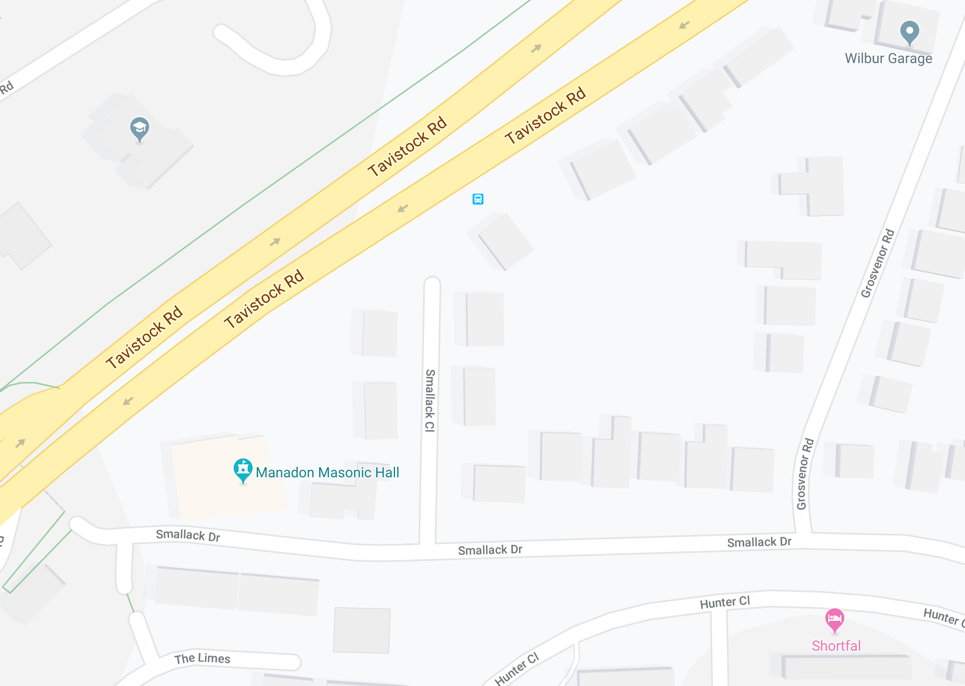 Rd
Wilbur Garage
Tavistock Rd
Tavistock Rd
Grosvenor Rd
Tavistock Rd
Tavistock Rd
Smallack Cl
Manadon Masonic Hall
Grosvenor Rd
Smallack Dr
Smallack Dr
Smallack Dr
Hunter Cl
Hunter
Shortfal
The Limes
Hunter Cl